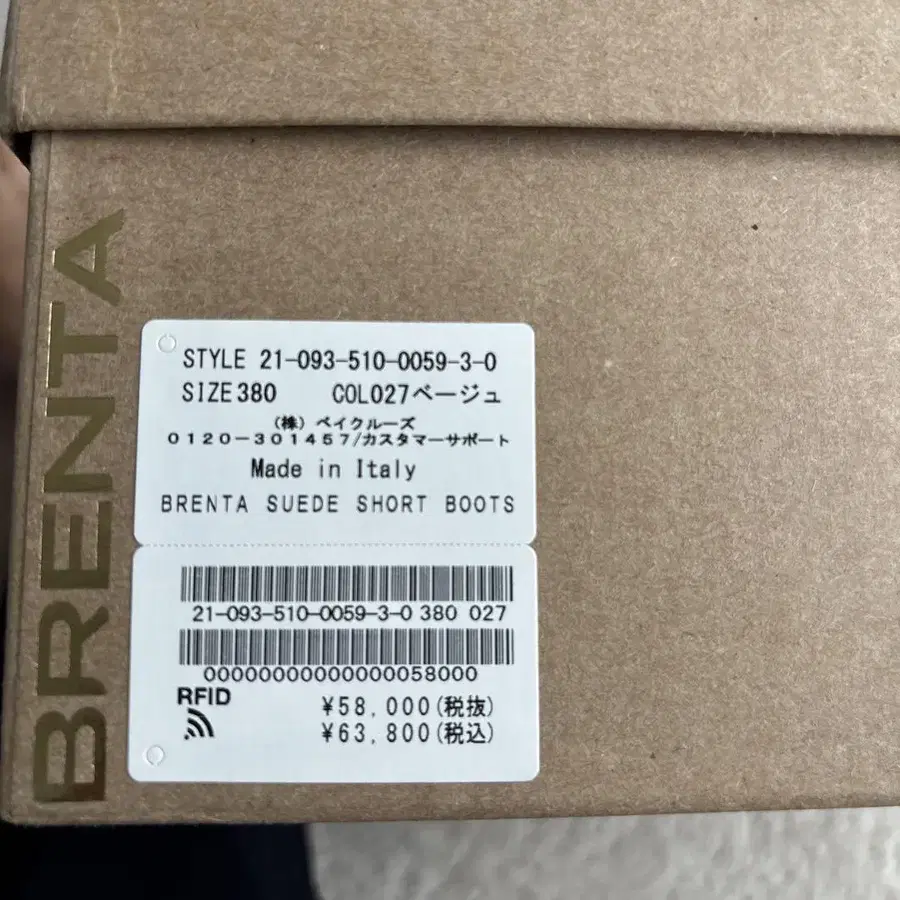 BRENTA
STYLE 21-093-510-0059-3-0
SIZE380 COL027ベージュ
(株) ベイクルーズ
0120-301457/カスタマーサポート
Made in Italy
BRENTA SUEDE SHORT BOOTS
21-093-510-0059-3-0 380 027
000000000000000058000
RFID
¥58,000(税抜)
¥63,800(税込)